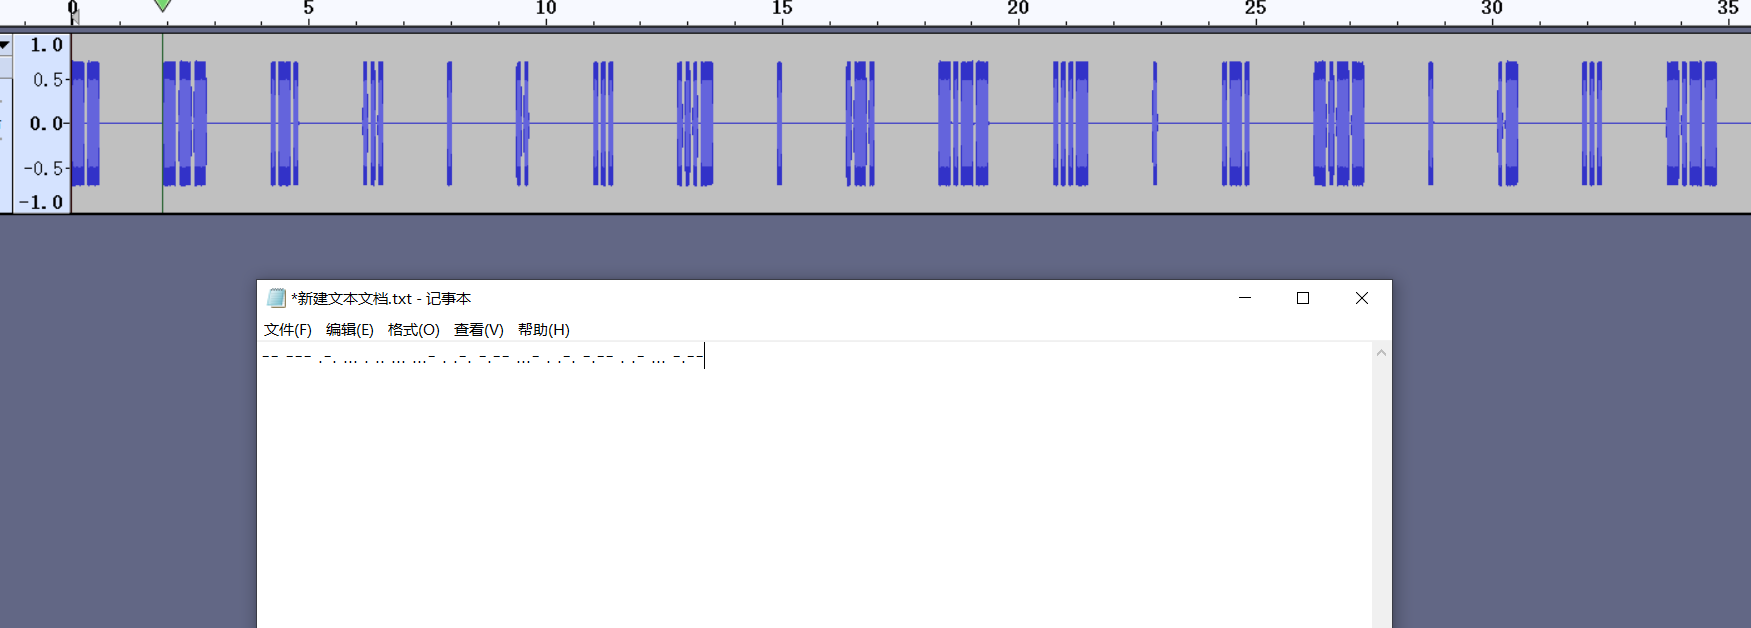 0 5 10 15 20 25 30 35
1.0
0.5-
0.0-
-0.5-
-1.0
*新建文本文档.txt - 记事本
文件(F) 编辑(E) 格式(O) 查看(V) 帮助(H)
-- --- .-. ... . .. ... ...- . .-. -.-- ...- . .-. -.-- . .- ... -.--